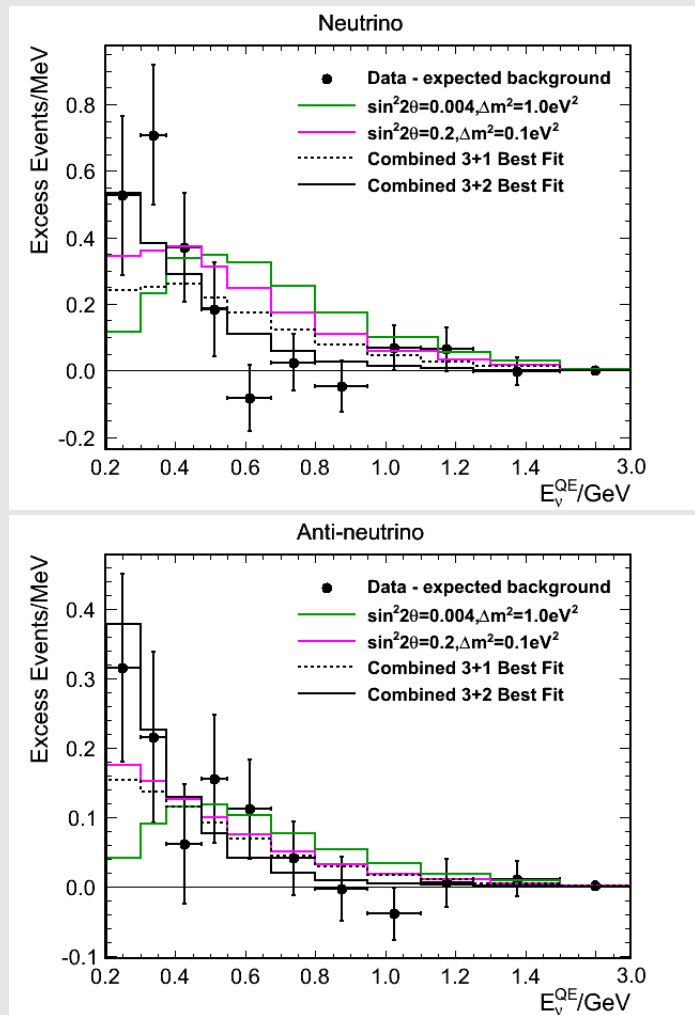 Neutrino
Excess Events/MeV
0.8
0.6
0.4
0.2
0.0
-0.2
Data - expected background
sin²2θ=0.004,Δm²=1.0eV²
sin²2θ=0.2,Δm²=0.1eV²
Combined 3+1 Best Fit
Combined 3+2 Best Fit
0.2 0.4 0.6 0.8 1.0 1.2 1.4 3.0
E_ν^QE/GeV
Anti-neutrino
Excess Events/MeV
0.4
0.3
0.2
0.1
0.0
-0.1
Data - expected background
sin²2θ=0.004,Δm²=1.0eV²
sin²2θ=0.2,Δm²=0.1eV²
Combined 3+1 Best Fit
Combined 3+2 Best Fit
0.2 0.4 0.6 0.8 1.0 1.2 1.4 3.0
E_ν^QE/GeV